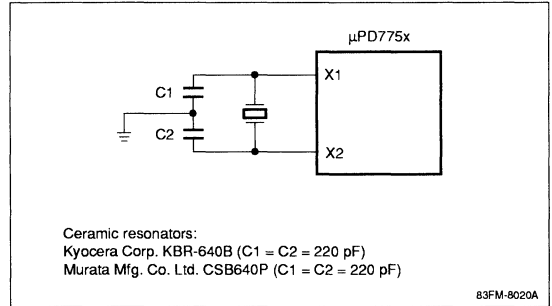 µPD775x
X1
C1
C2
X2
Ceramic resonators:
Kyocera Corp. KBR-640B (C1 = C2 = 220 pF)
Murata Mfg. Co. Ltd. CSB640P (C1 = C2 = 220 pF)
83FM-8020A